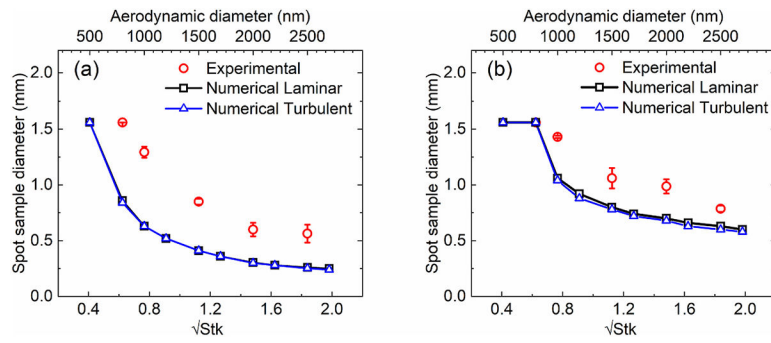 Aerodynamic diameter (nm)
500 1000 1500 2000 2500
(a)
Experimental
Numerical Laminar
Numerical Turbulent
Spot sample diameter (mm)
2.0
1.5
1.0
0.5
0.0
0.4 0.8 1.2 1.6 2.0
√Stk
Aerodynamic diameter (nm)
500 1000 1500 2000 2500
(b)
Experimental
Numerical Laminar
Numerical Turbulent
Spot sample diameter (mm)
2.0
1.5
1.0
0.5
0.0
0.4 0.8 1.2 1.6 2.0
√Stk